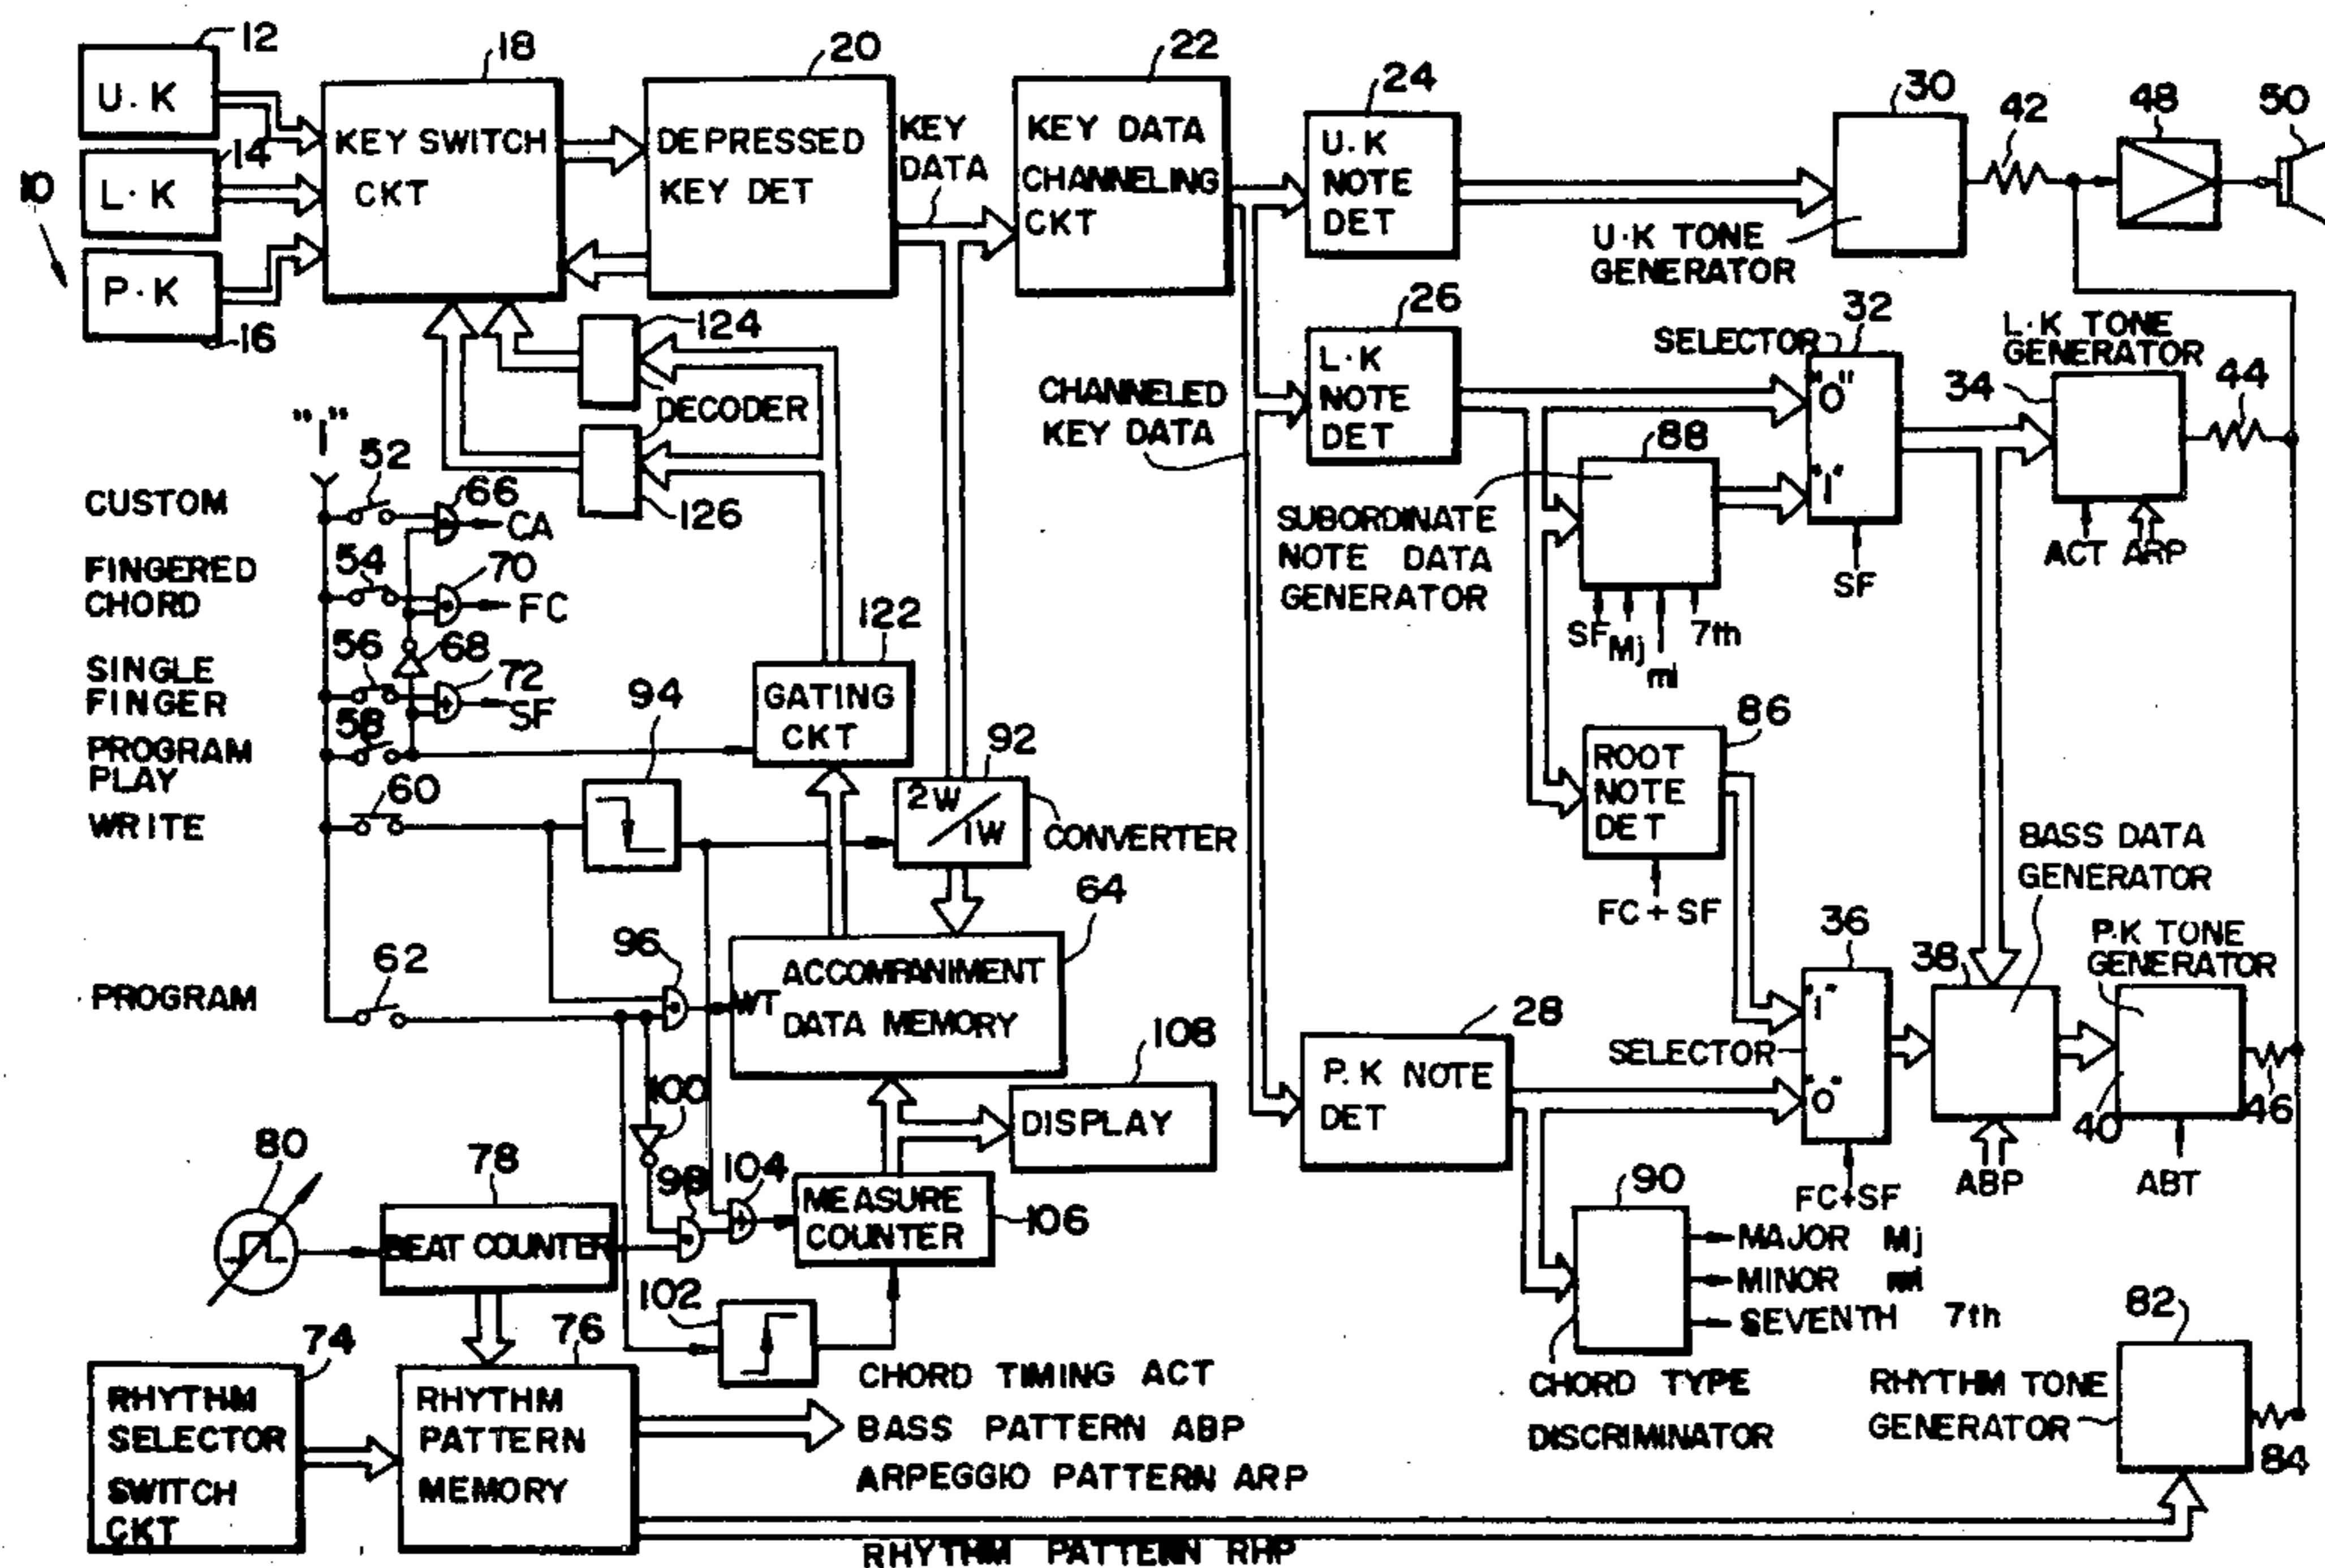 12
U·K
14
L·K
10
P·K
16
18
KEY SWITCH
CKT
20
DEPRESSED
KEY DET
KEY
DATA
22
KEY DATA
CHANNELING
CKT
24
U·K
NOTE
DET
30
U·K TONE
GENERATOR
42
48
50
124
DECODER
126
CHANNELED
KEY DATA
26
L·K
NOTE
DET
SELECTOR
32
"0"
"1"
SF
L·K TONE
GENERATOR
34
44
ACT ARP
88
SUBORDINATE
NOTE DATA
GENERATOR
SF Mj mi 7th
"1"
CUSTOM
52
66
CA
FINGERED
CHORD
54
70
FC
SINGLE
FINGER
56
68
72
SF
PROGRAM
PLAY
58
WRITE
60
94
122
GATING
CKT
92
2W/1W
CONVERTER
86
ROOT
NOTE
DET
FC + SF
BASS DATA
GENERATOR
PROGRAM
62
96
WT
64
ACCOMPANIMENT
DATA MEMORY
100
108
DISPLAY
28
P.K NOTE
DET
36
SELECTOR
"1"
"0"
FC+SF
38
ABP
P·K TONE
GENERATOR
40
46
ABT
80
78
BEAT COUNTER
98
104
MEASURE
COUNTER
106
102
90
MAJOR Mj
MINOR mi
SEVENTH 7th
CHORD TYPE
DISCRIMINATOR
74
RHYTHM
SELECTOR
SWITCH
CKT
76
RHYTHM
PATTERN
MEMORY
CHORD TIMING ACT
BASS PATTERN ABP
ARPEGGIO PATTERN ARP
RHYTHM PATTERN RHP
82
RHYTHM TONE
GENERATOR
84